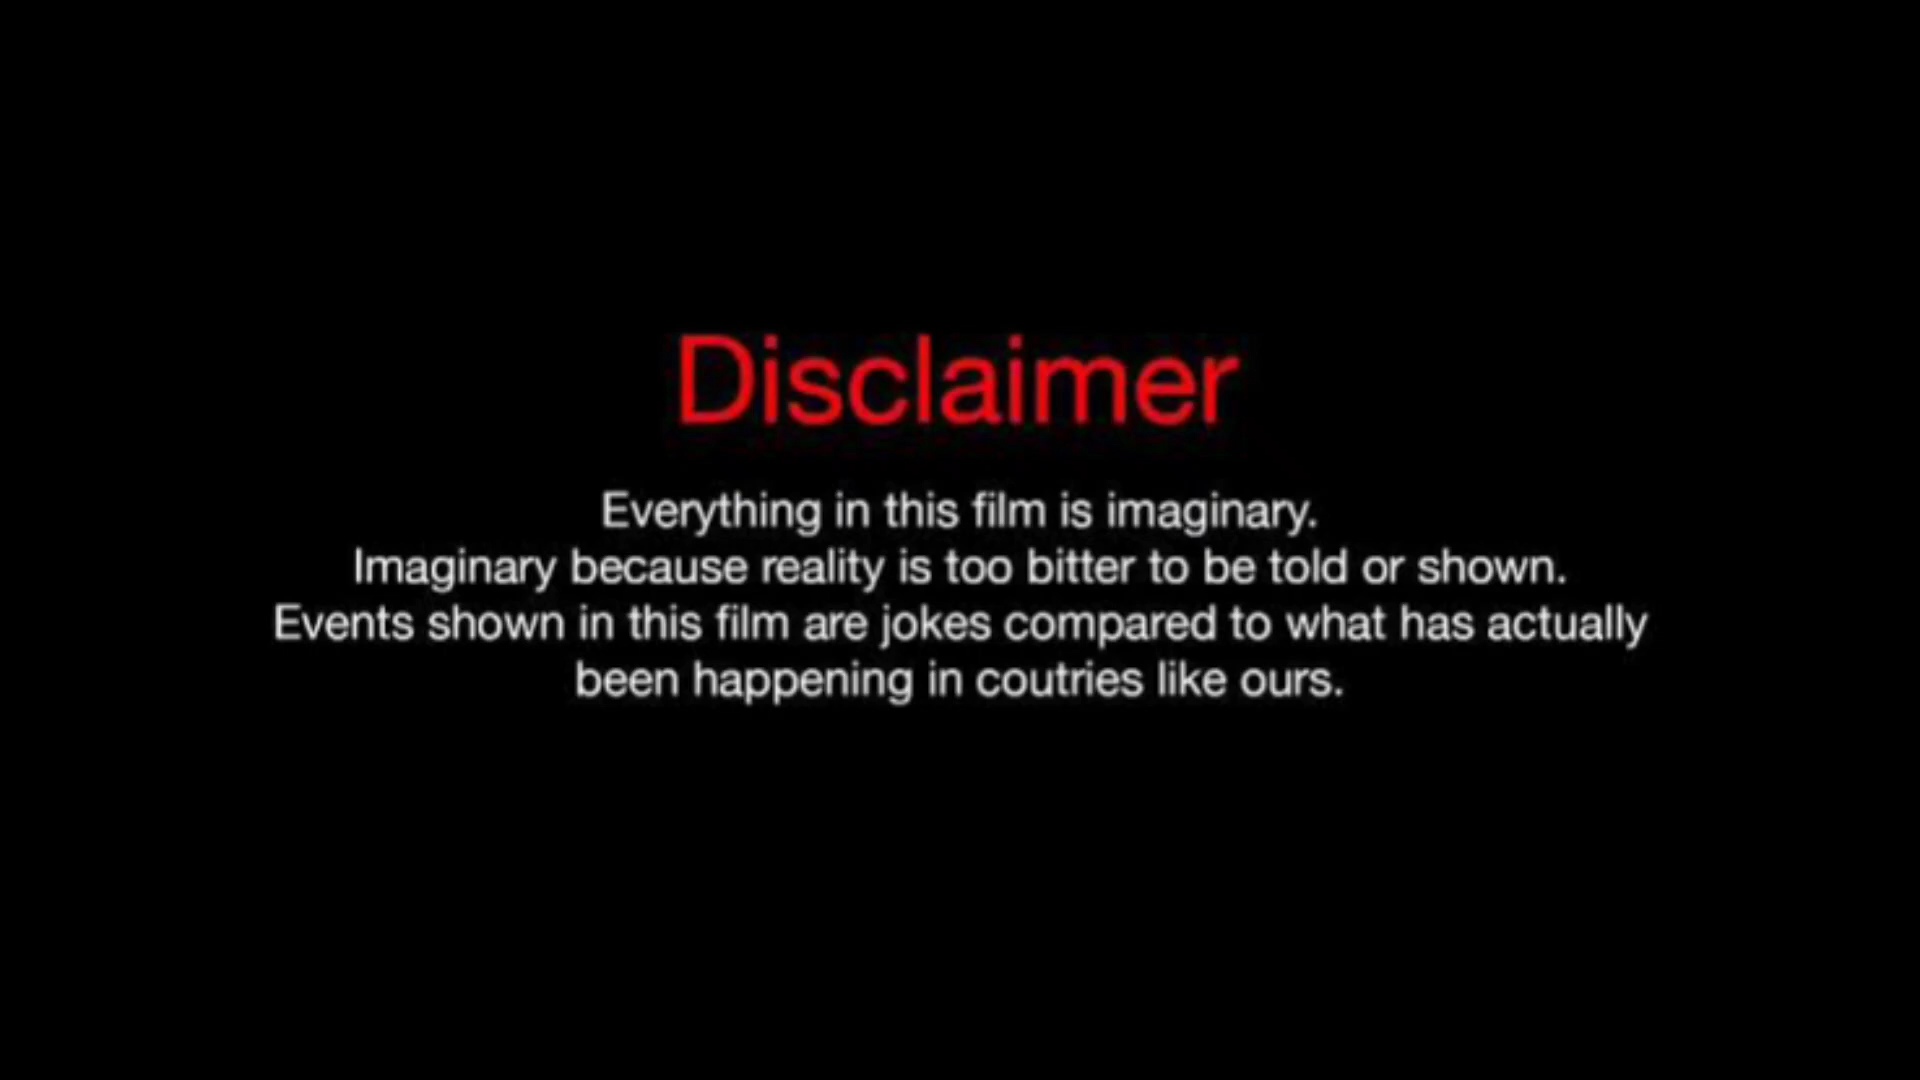 Disclaimer
Everything in this film is imaginary.
Imaginary because reality is too bitter to be told or shown.
Events shown in this film are jokes compared to what has actually
been happening in coutries like ours.